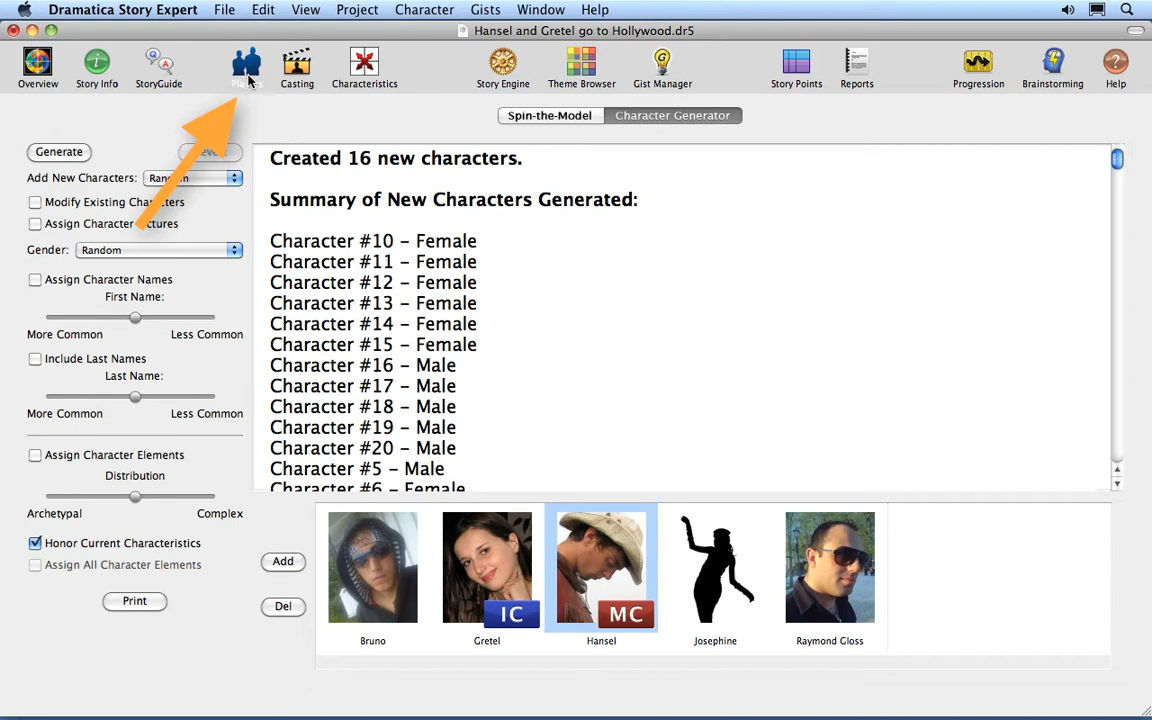 Dramatica Story Expert File Edit View Project Character Gists Window Help
Hansel and Gretel go to Hollywood.dr5
Overview Story Info StoryGuide Casting Characteristics Story Engine Theme Browser Gist Manager Story Points Reports Progression Brainstorming Help
Spin-the-Model Character Generator
Generate
Add New Characters:
Modify Existing Characters
Assign Character
Gender: Random
Assign Character Names
First Name:
More Common Less Common
Include Last Names
Last Name:
More Common Less Common
Assign Character Elements
Distribution
Archetypal Complex
Honor Current Characteristics
Assign All Character Elements
Print
Created 16 new characters.
Summary of New Characters Generated:
Character #10 – Female
Character #11 – Female
Character #12 – Female
Character #13 – Female
Character #14 – Female
Character #15 – Female
Character #16 – Male
Character #17 – Male
Character #18 – Male
Character #19 – Male
Character #20 – Male
Character #5 – Male
Character #6 – Female
Add
Del
IC
MC
Bruno Gretel Hansel Josephine Raymond Gloss